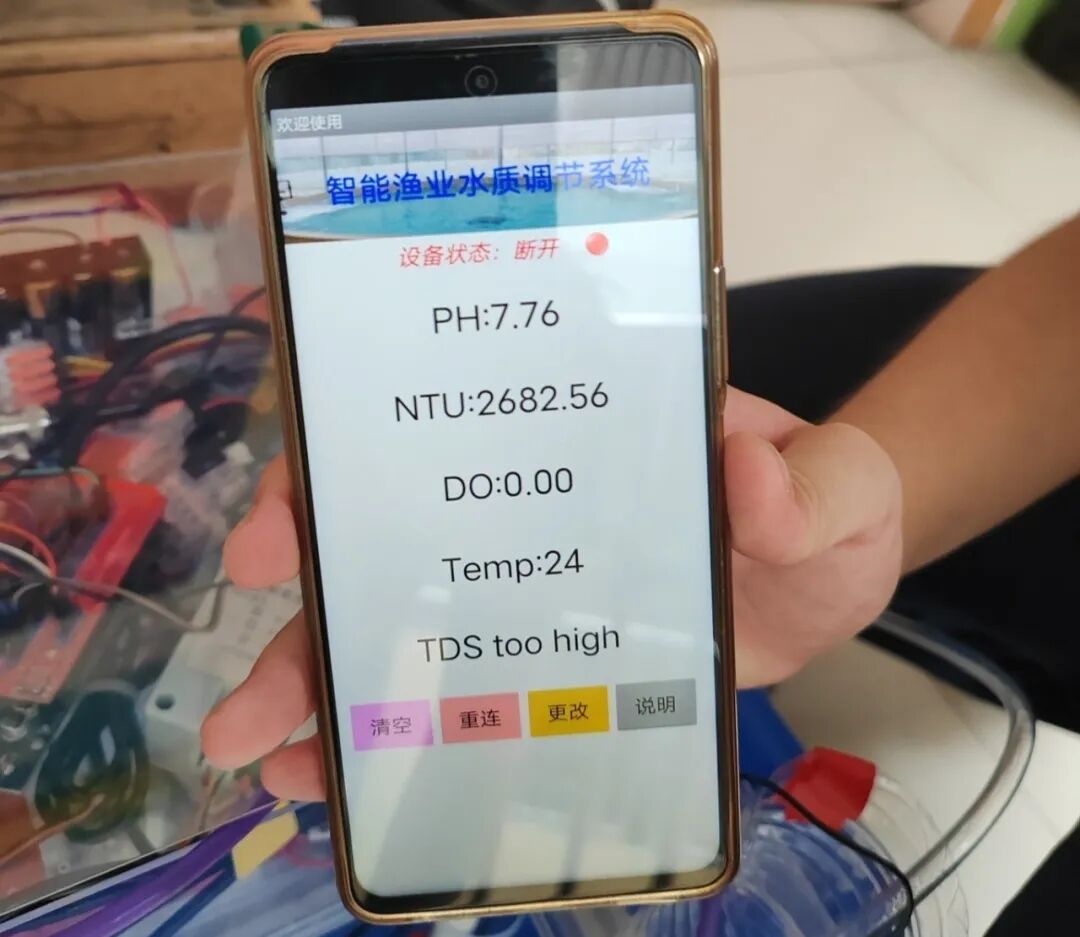 欢迎使用
智能渔业水质调节系统
设备状态：断开
PH:7.76
NTU:2682.56
DO:0.00
Temp:24
TDS too high
清空 重连 更改 说明